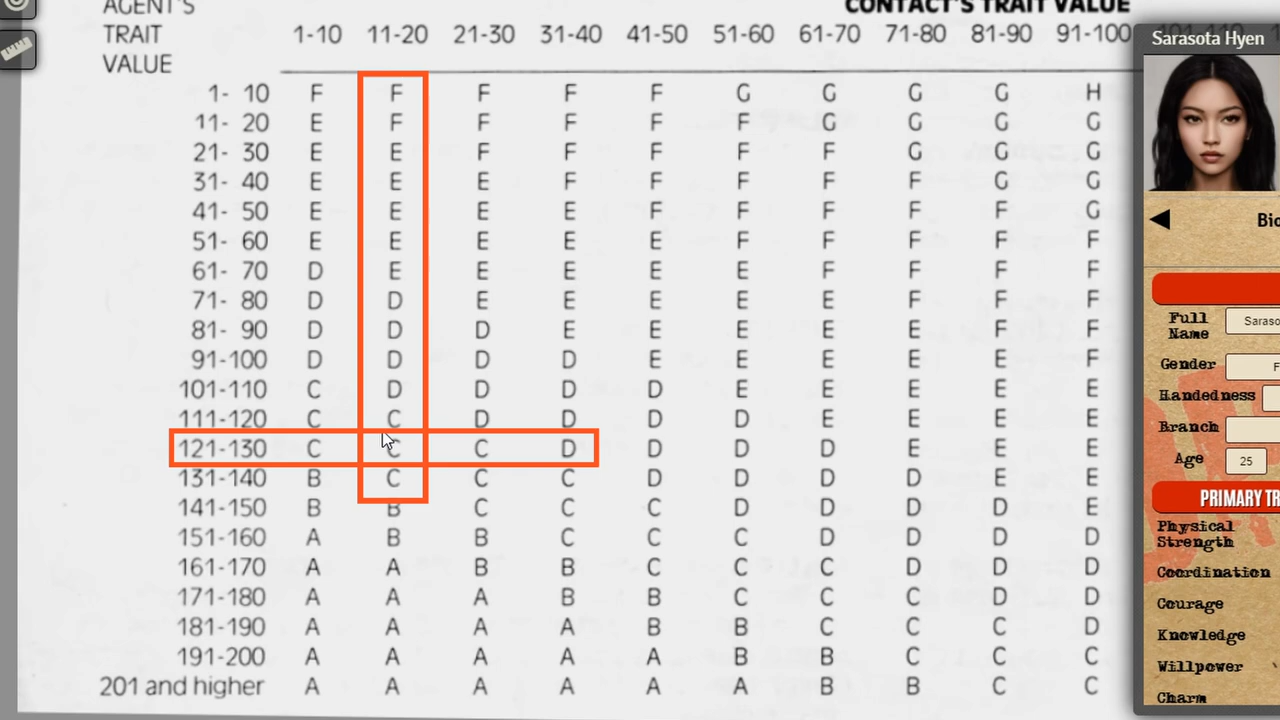 AGENT'S CONTACT'S TRAIT VALUE
TRAIT 1-10 11-20 21-30 31-40 41-50 51-60 61-70 71-80 81-90 91-100
VALUE
1- 10 F F F F F G G G G H
11- 20 E F F F F F G G G G
21- 30 E E F F F F F G G G
31- 40 E E E F F F F F G G
41- 50 E E E E F F F F F G
51- 60 E E E E E F F F F F
61- 70 D E E E E E F F F F
71- 80 D D E E E E E F F F
81- 90 D D D E E E E E F F
91-100 D D D D E E E E E F
101-110 C D D D D E E E E E
111-120 C C D D D D E E E E
121-130 C C C D D D D E E E
131-140 B C C C D D D D E E
141-150 B B C C C D D D D E
151-160 A B B C C C D D D D
161-170 A A B B C C C D D D
171-180 A A A B B C C C D D
181-190 A A A A B B C C C D
191-200 A A A A A B B C C C
201 and higher A A A A A A B B C C
Sarasota Hyen
Full
Name
Gender F
Handedness
Branch
Age 25
PRIMARY
Physical
Strength
Coordination
Courage
Knowledge
Willpower
Charm